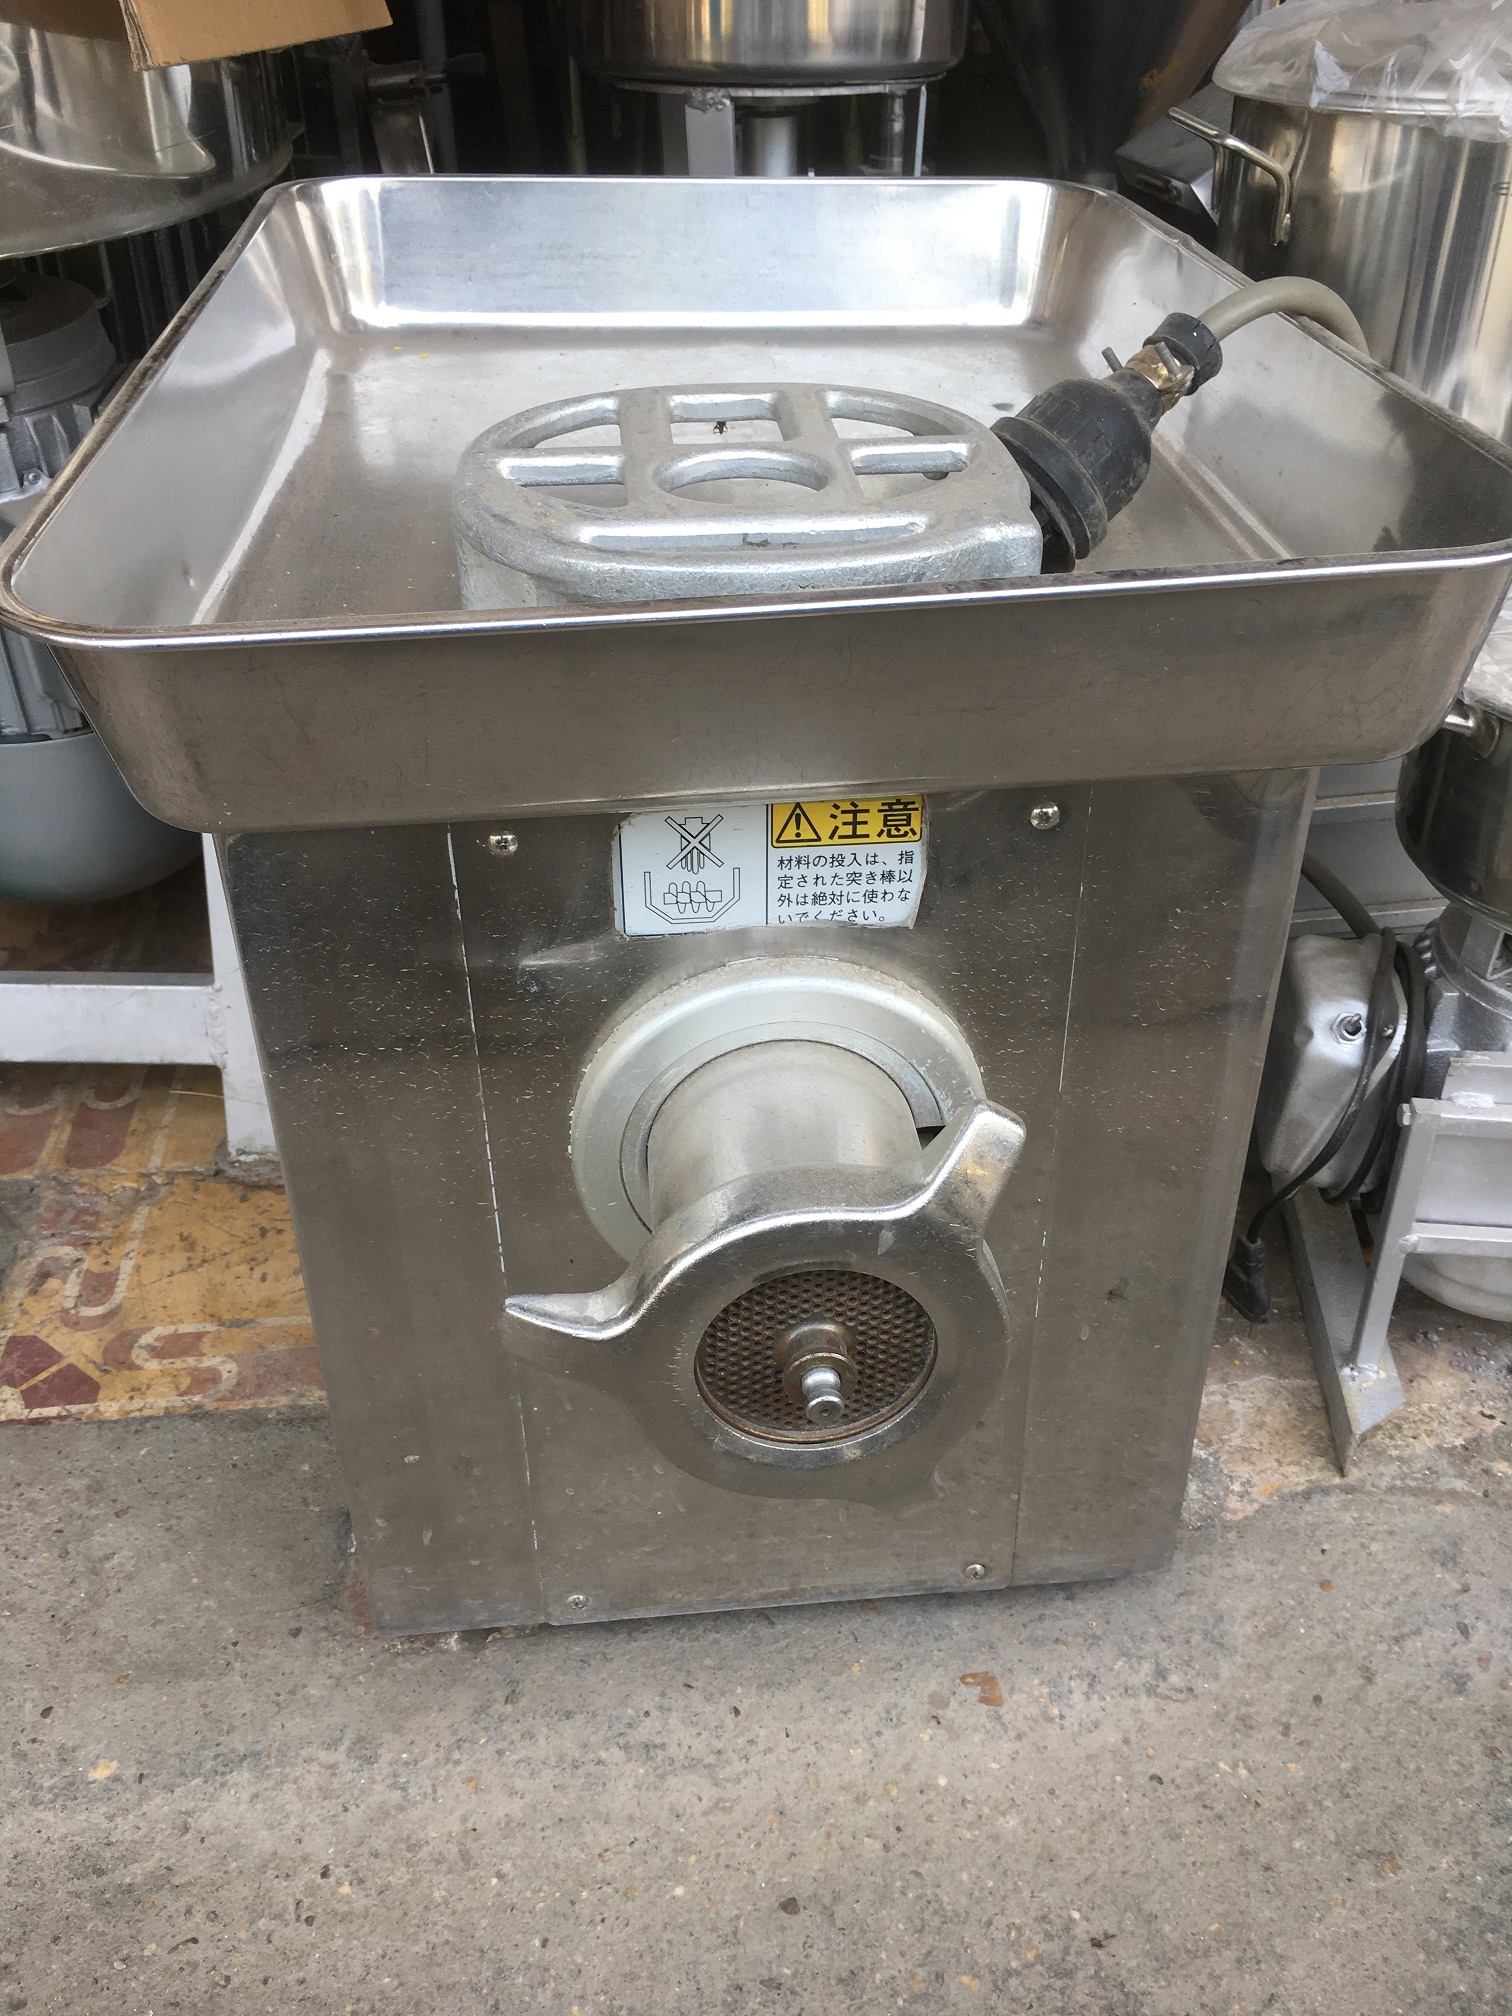 注意
材料の投入は、指
定された突き棒以
外は絶対に使わな
いでください。